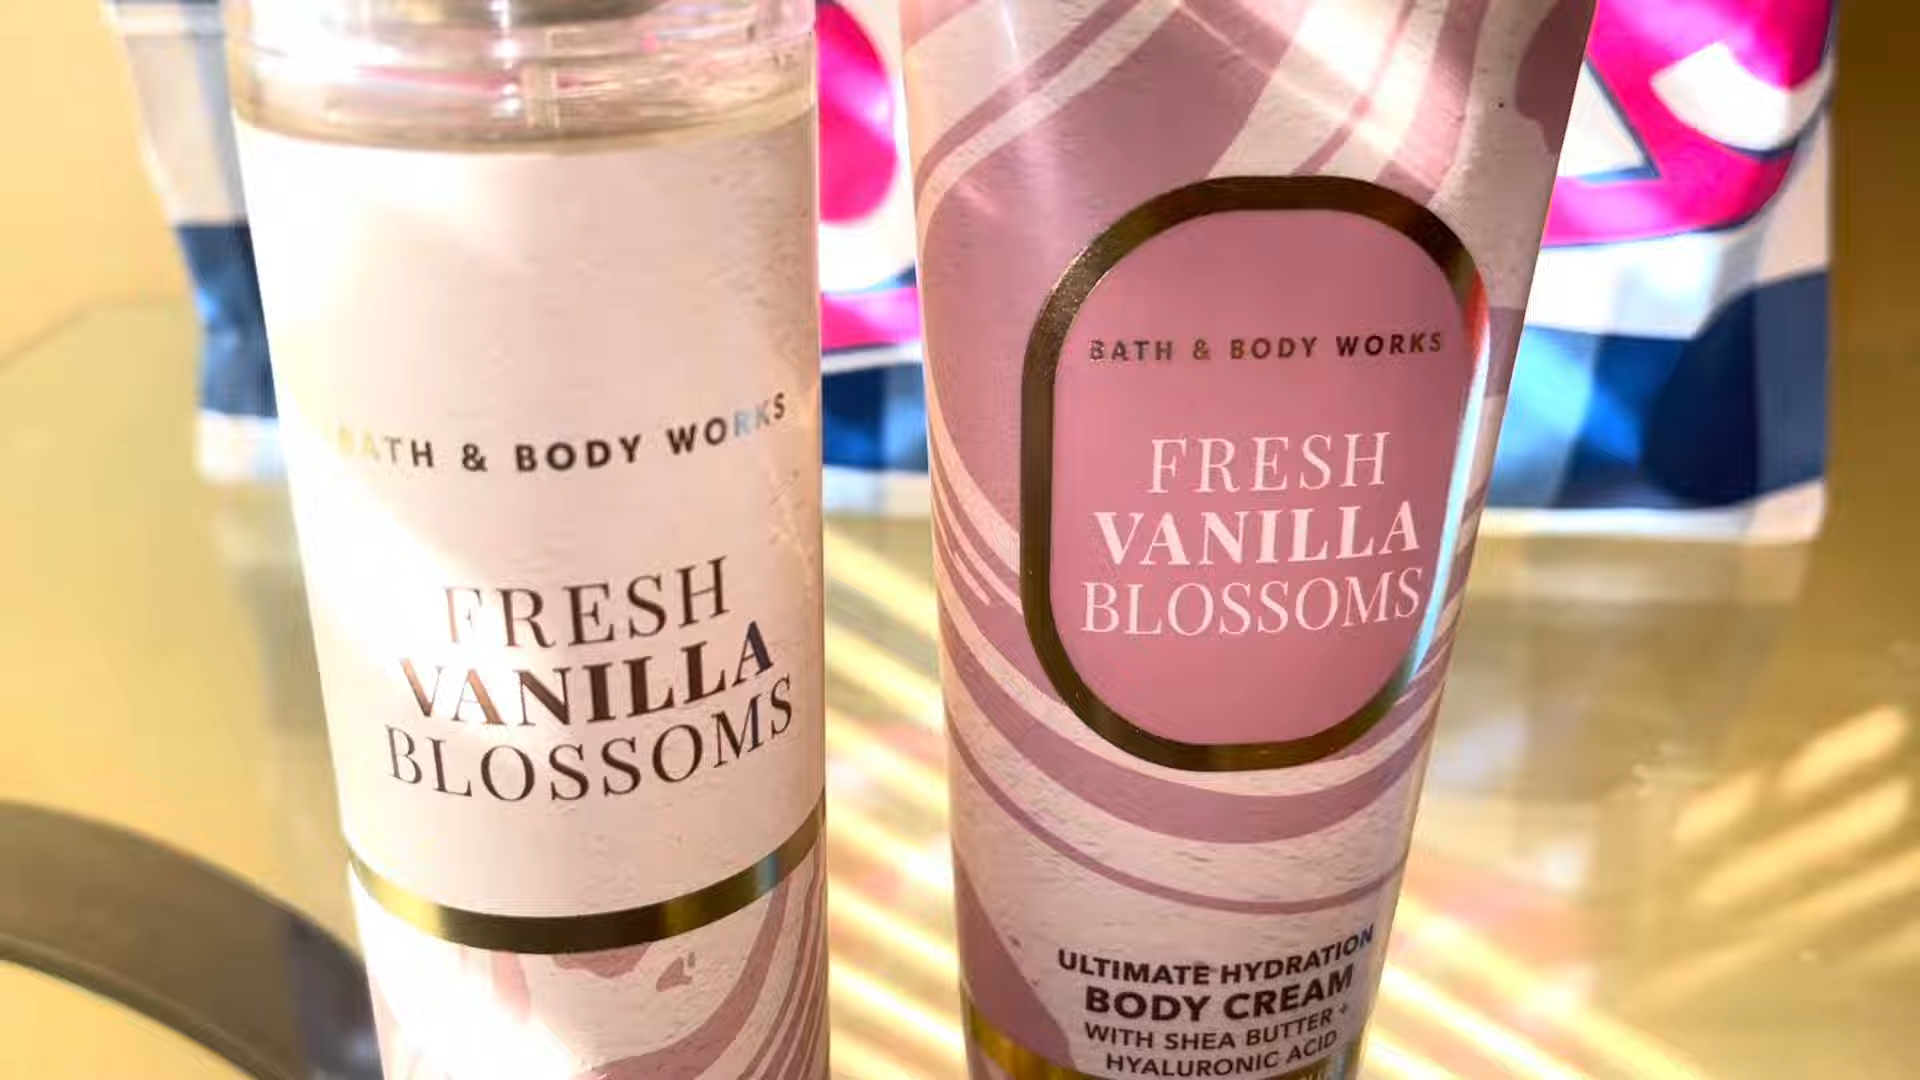 BATH & BODY WORKS
FRESH
VANILLA
BLOSSOMS
BATH & BODY WORKS
FRESH
VANILLA
BLOSSOMS
ULTIMATE HYDRATION
BODY CREAM
WITH SHEA BUTTER +
HYALURONIC ACID